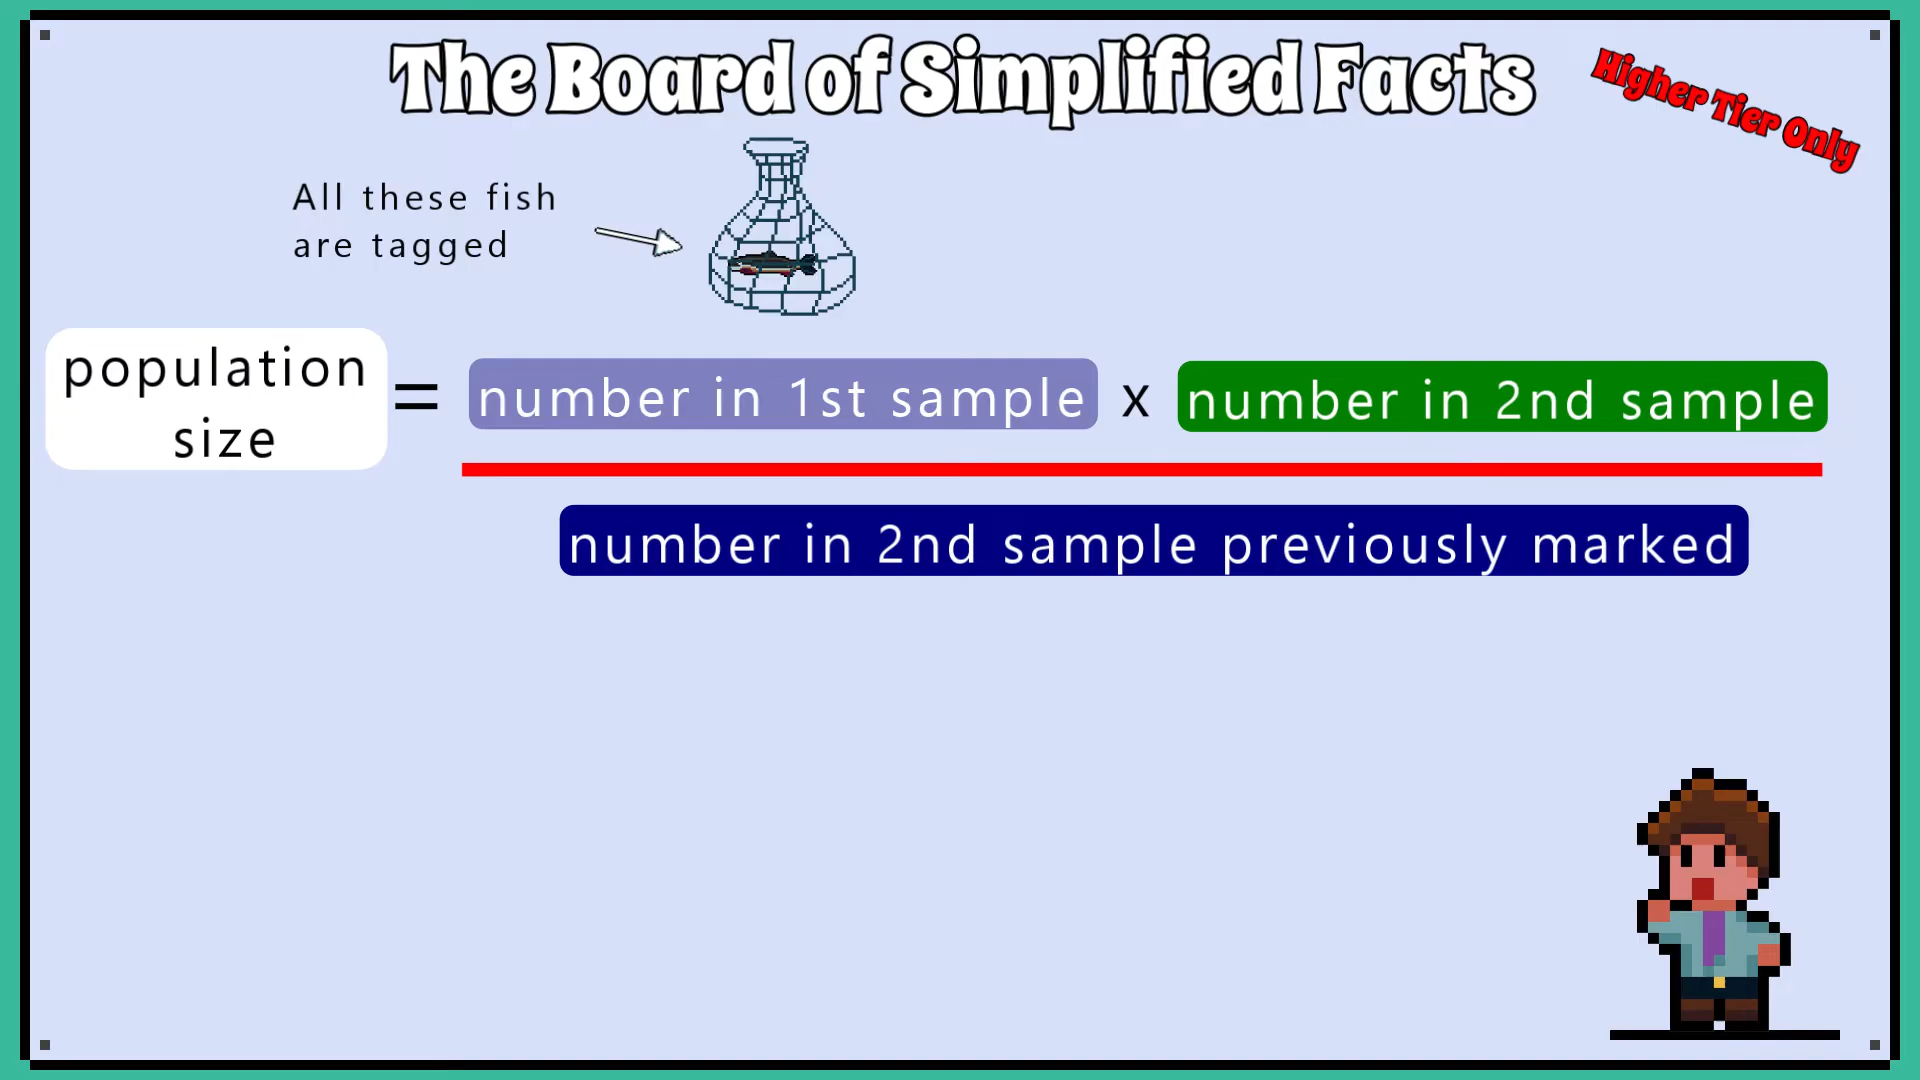 The Board of Simplified Facts
Higher Tier Only
All these fish
are tagged
population
size
= number in 1st sample x number in 2nd sample
number in 2nd sample previously marked